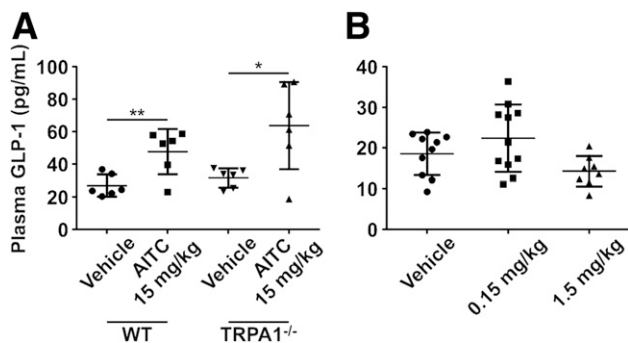 A
B
Plasma GLP-1 (pg/mL)
100
80
60
40
20
0
**
*
Vehicle
AITC
15 mg/kg
Vehicle
AITC
15 mg/kg
WT
TRPA1-/-
40
30
20
10
0
Vehicle
0.15 mg/kg
1.5 mg/kg